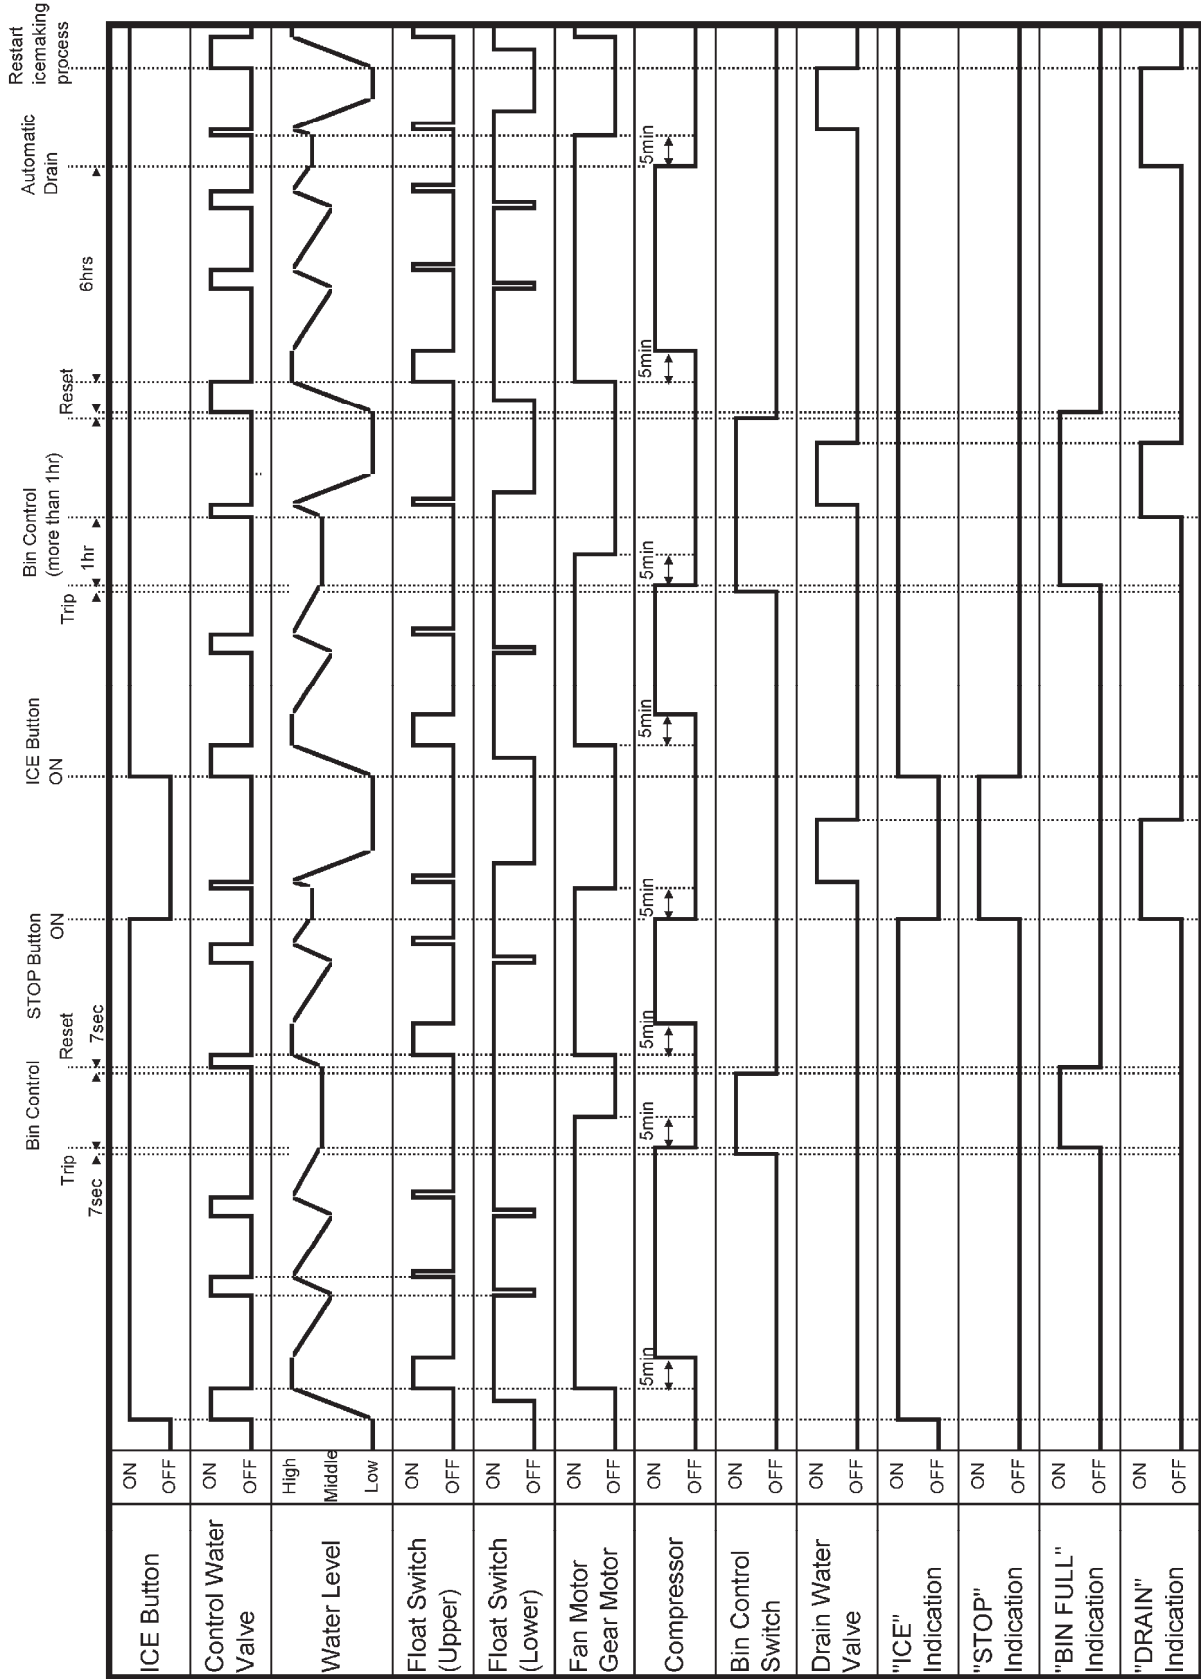 Trip
Bin Control
Reset
STOP Button
ON
ICE Button
ON
Trip
Bin Control
(more than 1hr)
Reset
Automatic
Drain
Restart
icemaking
process
7sec
7sec
1hr
6hrs
ICE Button
ON
OFF
Control Water
Valve
ON
OFF
Water Level
High
Middle
Low
Float Switch
(Upper)
ON
OFF
Float Switch
(Lower)
ON
OFF
Fan Motor
Gear Motor
ON
OFF
Compressor
ON
OFF
5min
5min
5min
5min
5min
5min
5min
5min
Bin Control
Switch
ON
OFF
Drain Water
Valve
ON
OFF
"ICE"
Indication
ON
OFF
"STOP"
Indication
ON
OFF
"BIN FULL"
Indication
ON
OFF
"DRAIN"
Indication
ON
OFF